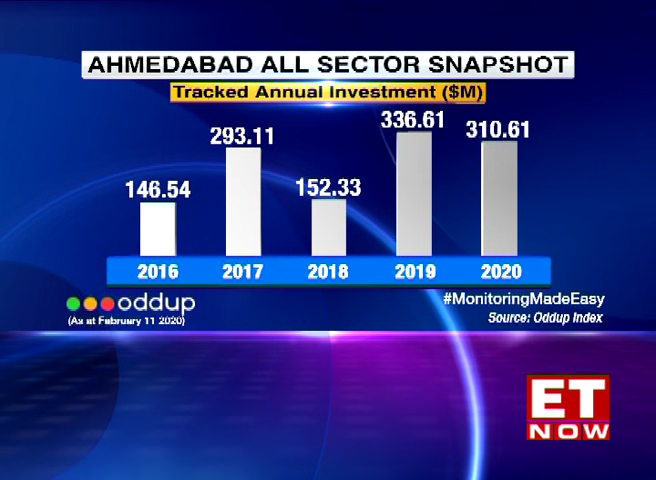 AHMEDABAD ALL SECTOR SNAPSHOT
Tracked Annual Investment ($M)
146.54 293.11 152.33 336.61 310.61
2016 2017 2018 2019 2020
oddup
(As at February 11 2020)
#MonitoringMadeEasy
Source: Oddup Index
ET
NOW